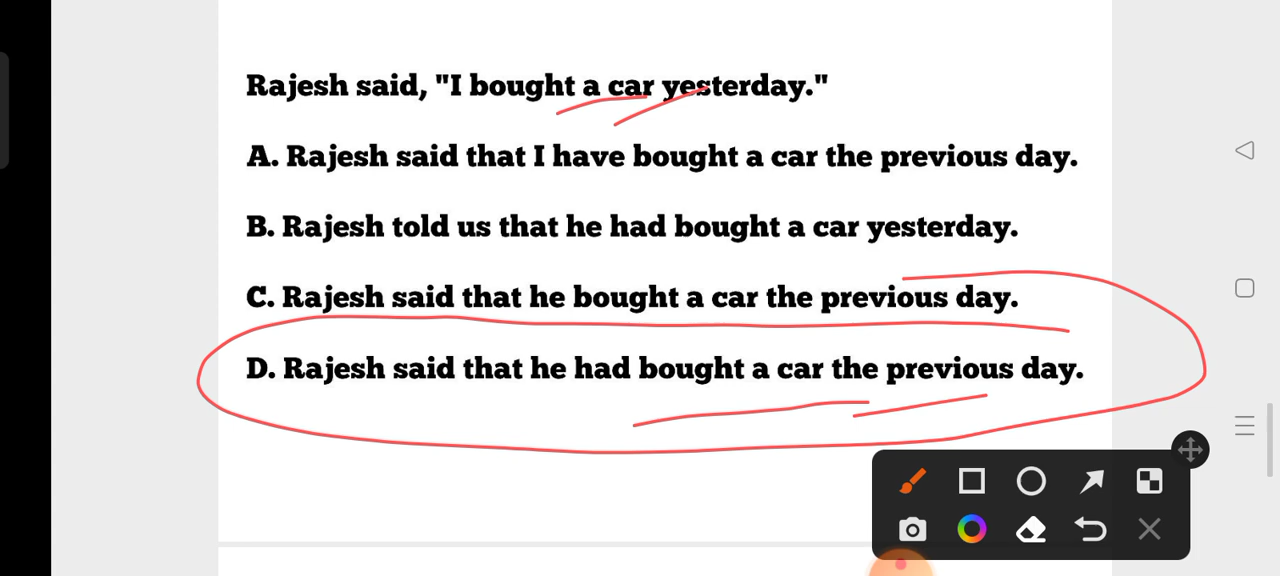 Rajesh said, "I bought a car yesterday."
A. Rajesh said that I have bought a car the previous day.
B. Rajesh told us that he had bought a car yesterday.
C. Rajesh said that he bought a car the previous day.
D. Rajesh said that he had bought a car the previous day.